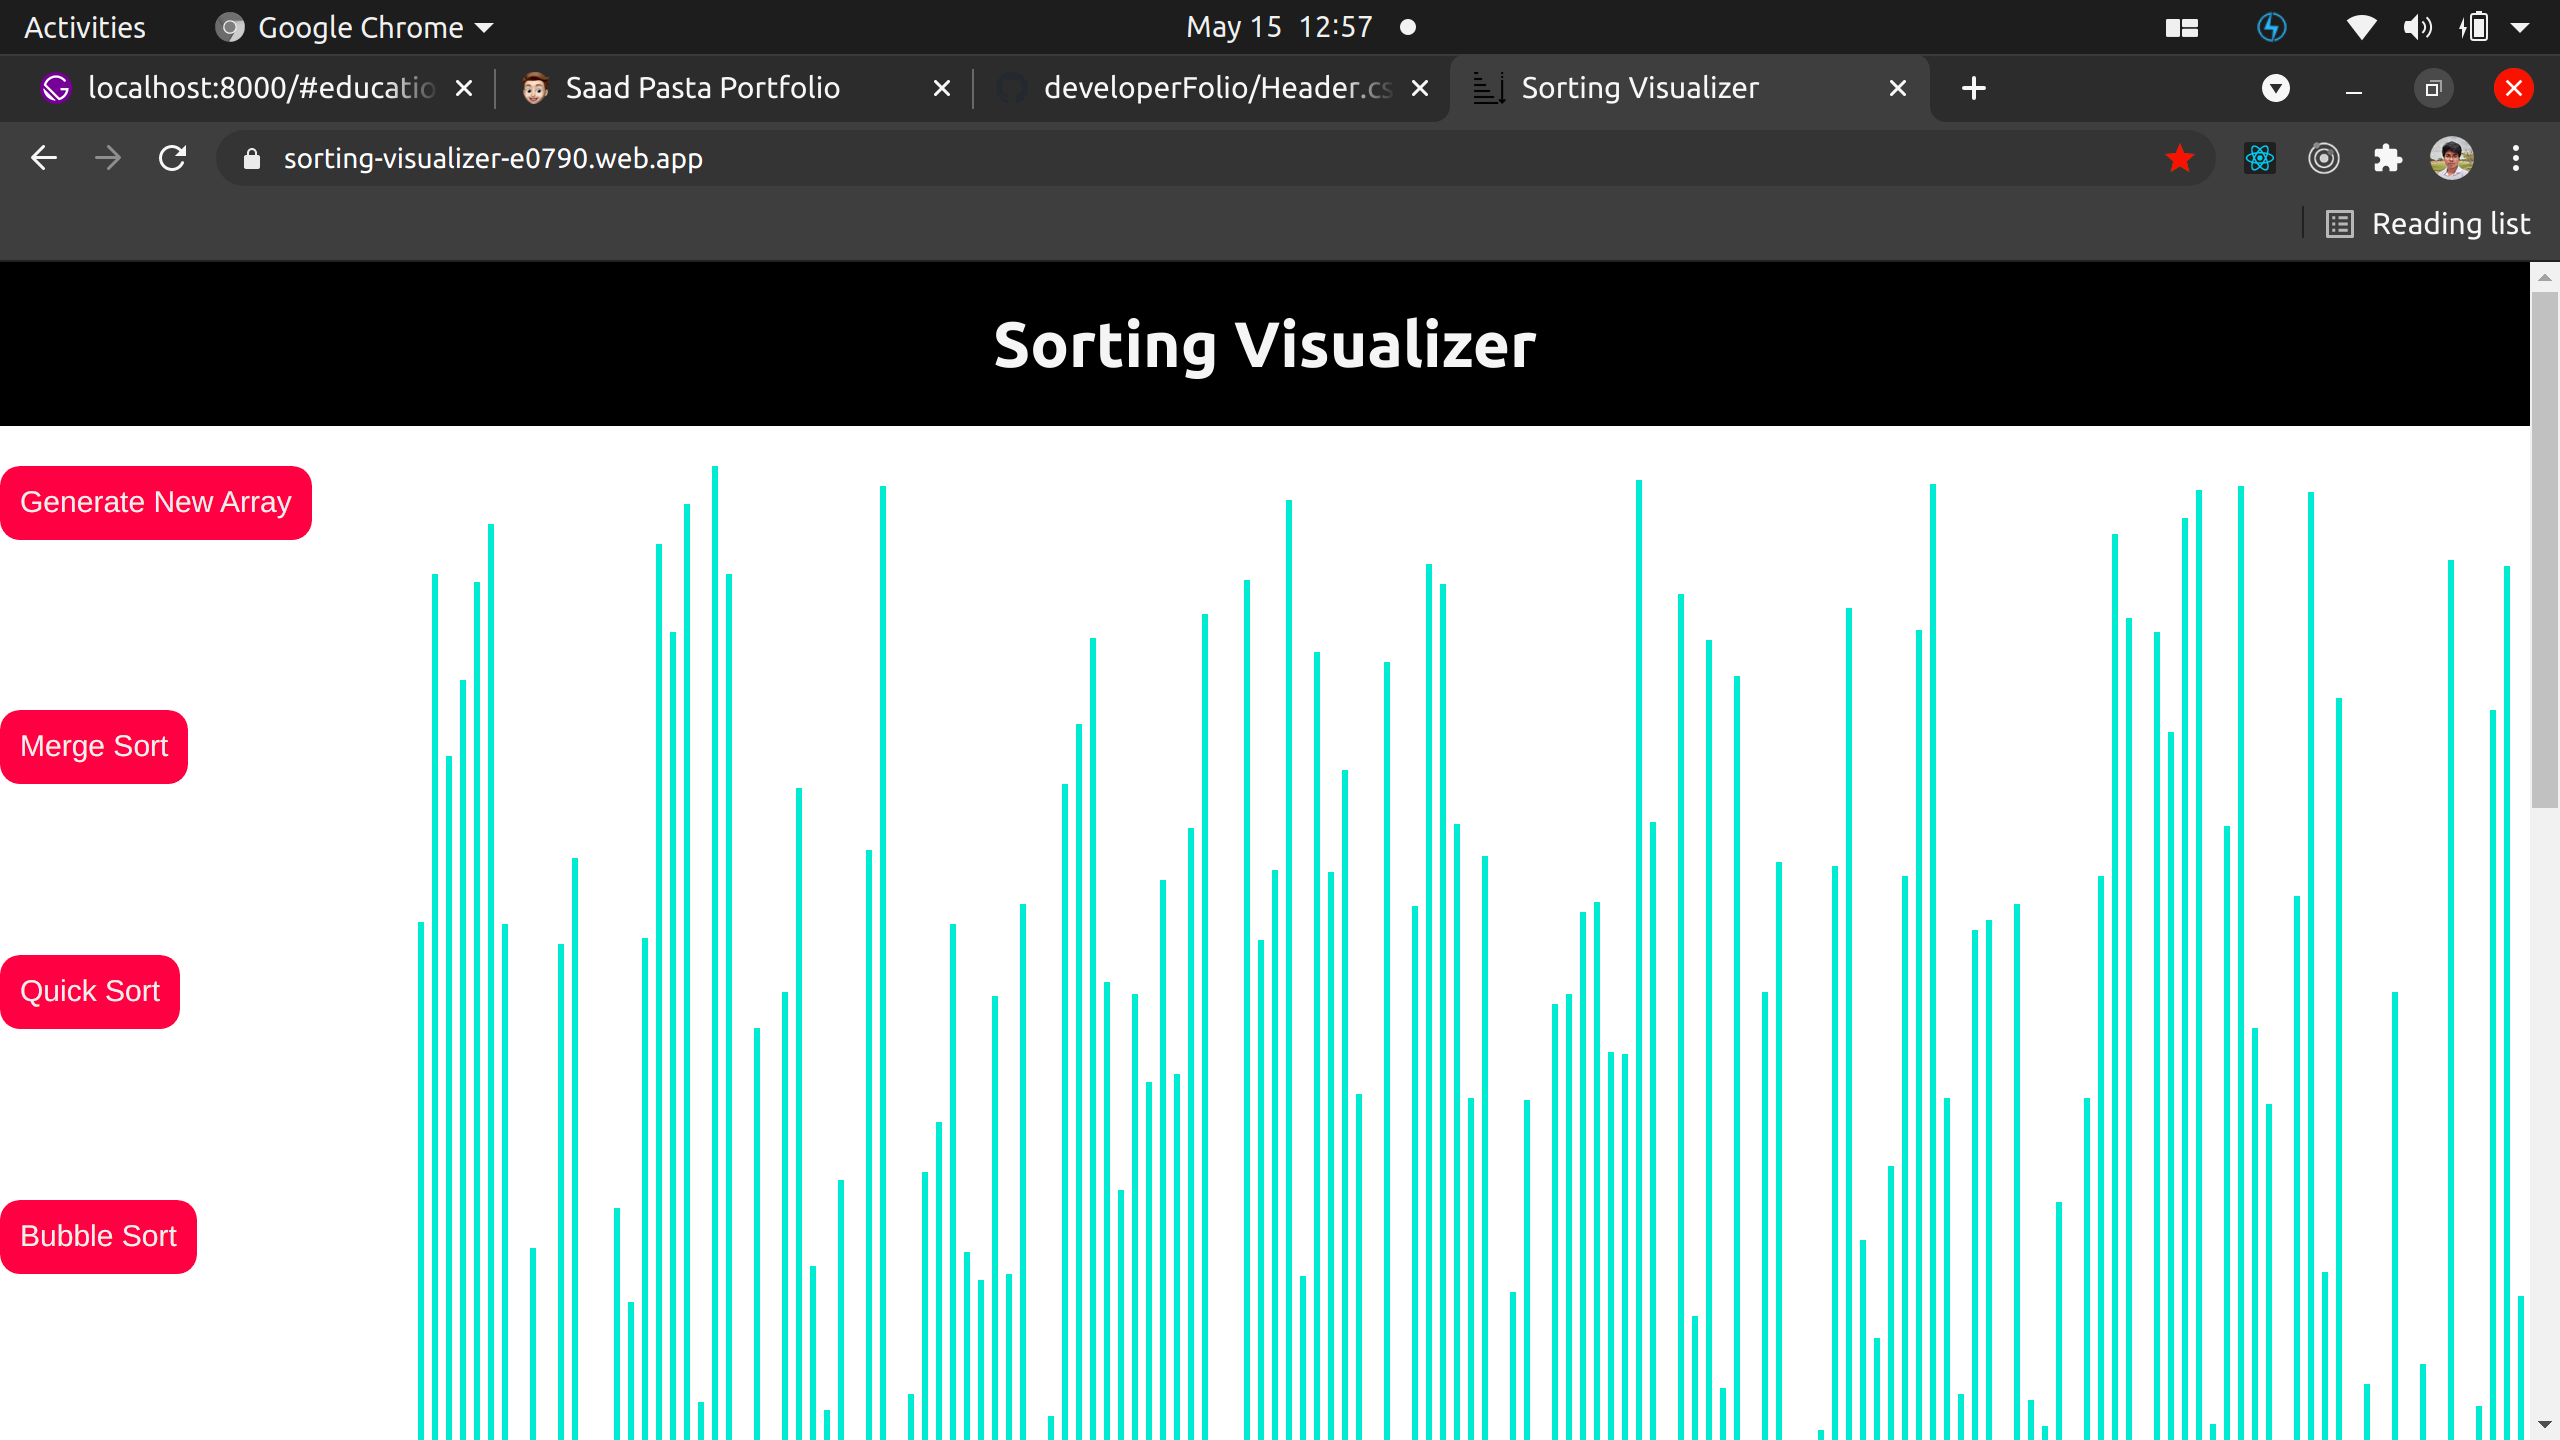 Activities Google Chrome May 15 12:57
localhost:8000/#educatio Saad Pasta Portfolio developerFolio/Header.cs Sorting Visualizer
sorting-visualizer-e0790.web.app
Reading list
Sorting Visualizer
Generate New Array
Merge Sort
Quick Sort
Bubble Sort